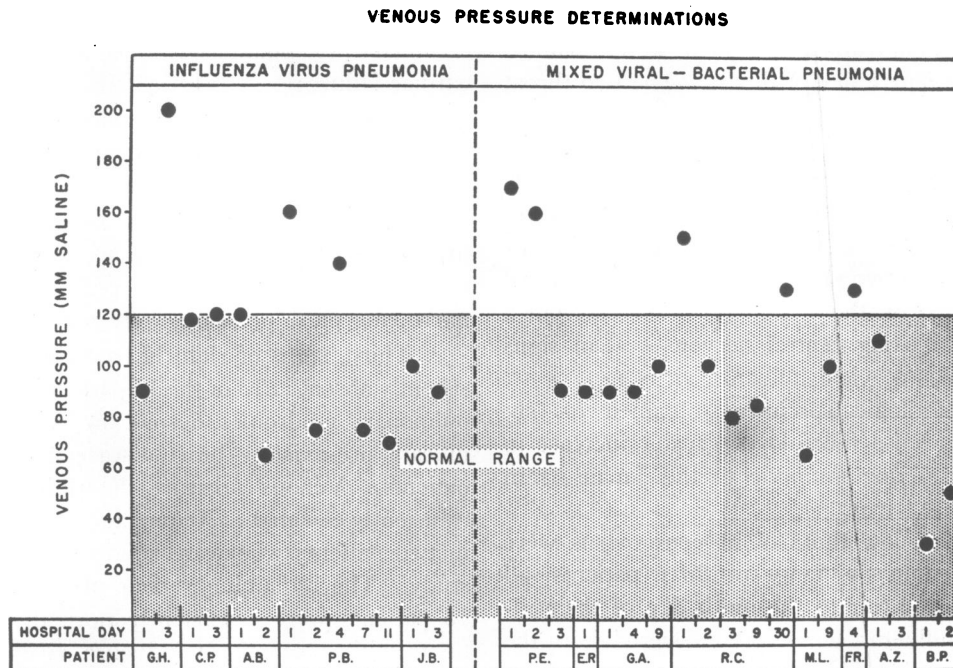 VENOUS PRESSURE DETERMINATIONS
INFLUENZA VIRUS PNEUMONIA
MIXED VIRAL—BACTERIAL PNEUMONIA
VENOUS PRESSURE (MM SALINE)
200
180
160
140
120
100
80
60
40
20
NORMAL RANGE
HOSPITAL DAY 1 3 1 3 1 2 1 2 4 7 11 1 3 1 2 3 1 1 4 9 1 2 3 9 30 1 9 4 1 3 1 2
PATIENT G.H. C.P. A.B. P.B. J.B. P.E. E.R G.A. R.C. M.L. FR. A.Z. B.P.